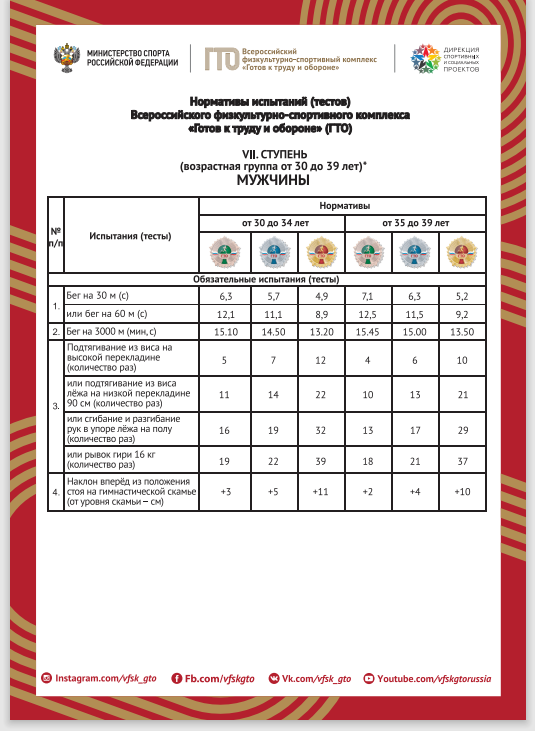 МИНИСТЕРСТВО СПОРТА
РОССИЙСКОЙ ФЕДЕРАЦИИ
ГТО
Всероссийский
физкультурно-спортивный комплекс
«Готов к труду и обороне»
ДИРЕКЦИЯ
СПОРТИВНЫХ
И СОЦИАЛЬНЫХ
ПРОЕКТОВ
Нормативы испытаний (тестов)
Всероссийского физкультурно-спортивного комплекса
«Готов к труду и обороне» (ГТО)
VII. СТУПЕНЬ
(возрастная группа от 30 до 39 лет)*
МУЖЧИНЫ
№ п/п
Испытания (тесты)
Нормативы
от 30 до 34 лет от 35 до 39 лет
Обязательные испытания (тесты)
1. Бег на 30 м (с) 6,3 5,7 4,9 7,1 6,3 5,2
или бег на 60 м (с) 12,1 11,1 8,9 12,5 11,5 9,2
2. Бег на 3000 м (мин, с) 15.10 14.50 13.20 15.45 15.00 13.50
3. Подтягивание из виса на
высокой перекладине
(количество раз) 5 7 12 4 6 10
или подтягивание из виса
лёжа на низкой перекладине
90 см (количество раз) 11 14 22 10 13 21
или сгибание и разгибание
рук в упоре лёжа на полу
(количество раз) 16 19 32 13 17 29
или рывок гири 16 кг
(количество раз) 19 22 39 18 21 37
4. Наклон вперёд из положения
стоя на гимнастической скамье
(от уровня скамьи – см) +3 +5 +11 +2 +4 +10
Instagram.com/vfsk_gto Fb.com/vfskgto Vk.com/vfsk_gto Youtube.com/vfskgtorussia